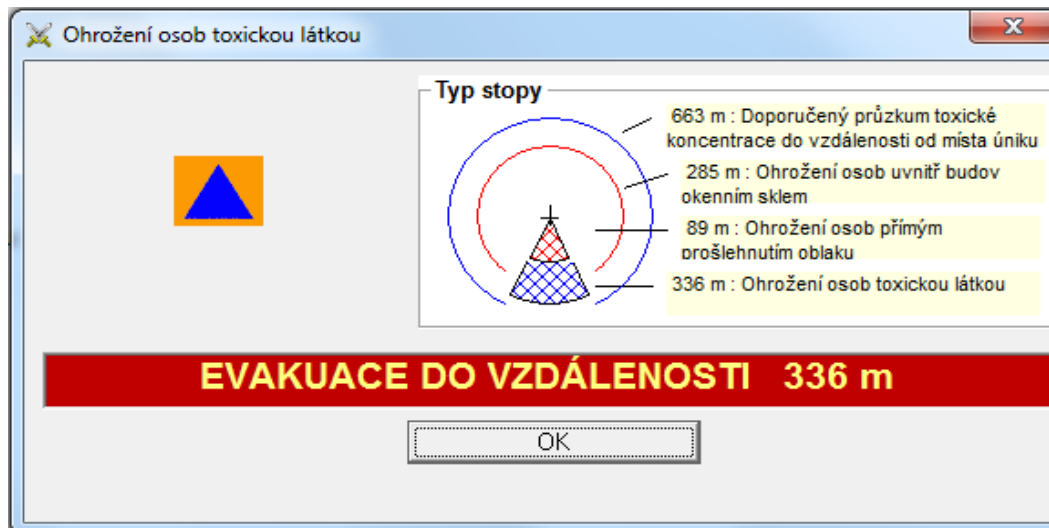 Ohrožení osob toxickou látkou
Typ stopy
663 m : Doporučený průzkum toxické
koncentrace do vzdálenosti od místa úniku
285 m : Ohrožení osob uvnitř budov
okenním sklem
89 m : Ohrožení osob přímým
prošlehnutím oblaku
336 m : Ohrožení osob toxickou látkou
EVAKUACE DO VZDÁLENOSTI 336 m
OK